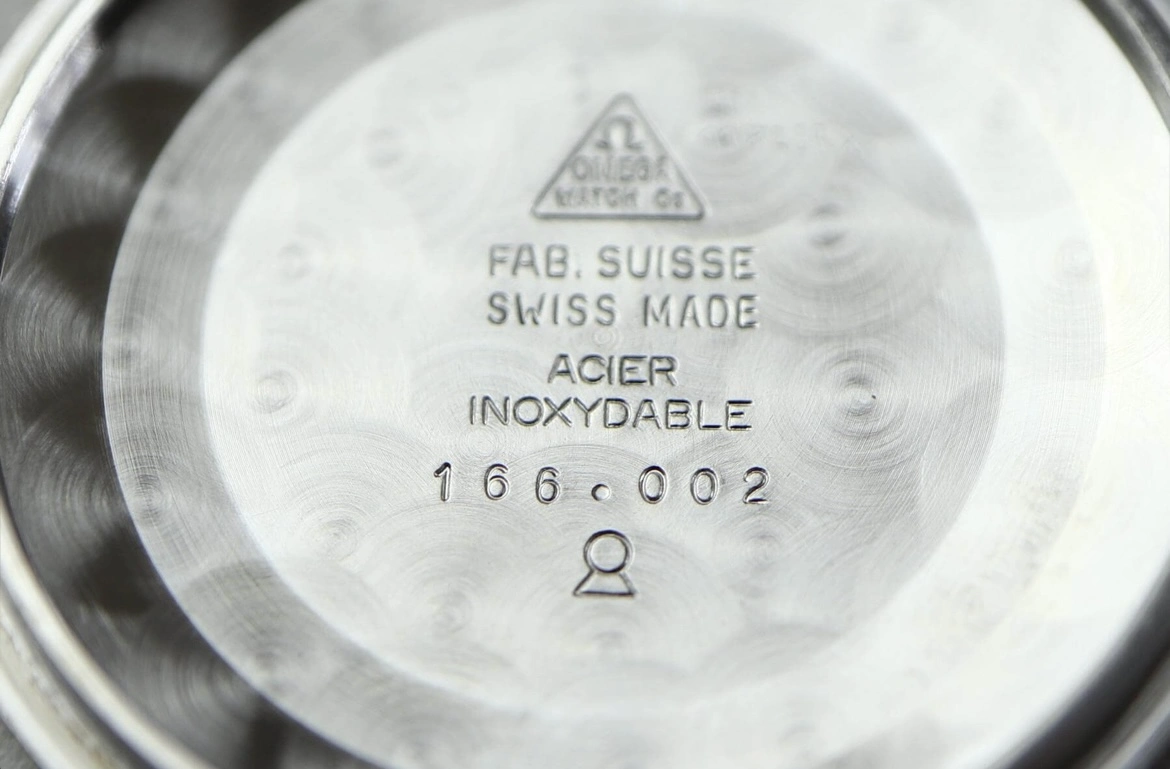 Ω
OMEGA
WATCH Co
FAB. SUISSE
SWISS MADE
ACIER
INOXYDABLE
166.002